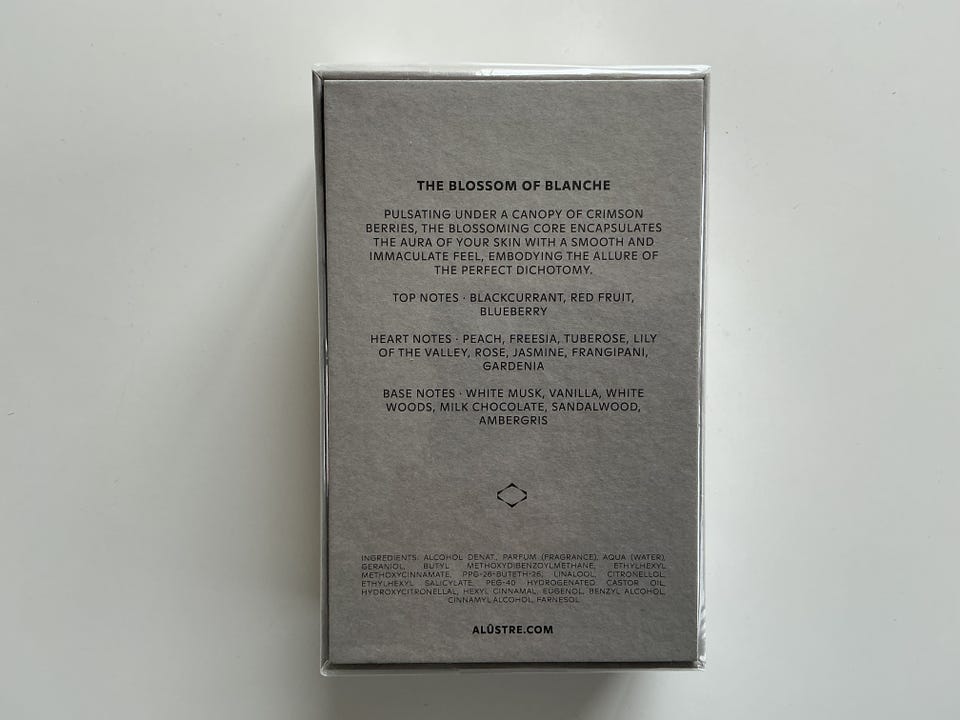 THE BLOSSOM OF BLANCHE
PULSATING UNDER A CANOPY OF CRIMSON
BERRIES, THE BLOSSOMING CORE ENCAPSULATES
THE AURA OF YOUR SKIN WITH A SMOOTH AND
IMMACULATE FEEL, EMBODYING THE ALLURE OF
THE PERFECT DICHOTOMY.
TOP NOTES · BLACKCURRANT, RED FRUIT,
BLUEBERRY
HEART NOTES · PEACH, FREESIA, TUBEROSE, LILY
OF THE VALLEY, ROSE, JASMINE, FRANGIPANI,
GARDENIA
BASE NOTES · WHITE MUSK, VANILLA, WHITE
WOODS, MILK CHOCOLATE, SANDALWOOD,
AMBERGRIS
INGREDIENTS: ALCOHOL DENAT, PARFUM (FRAGRANCE), AQUA (WATER),
GERANIOL, BUTYL METHOXYDIBENZOYLMETHANE, ETHYLHEXYL
METHOXYCINNAMATE, PPG-26-BUTETH-26, LINALOOL, CITRONELLOL,
ETHYLHEXYL SALICYLATE, PEG-40 HYDROGENATED CASTOR OIL,
HYDROXYCITRONELLAL, HEXYL CINNAMAL, EUGENOL, BENZYL ALCOHOL,
CINNAMYL ALCOHOL, FARNESOL.
ALŪSTRE.COM